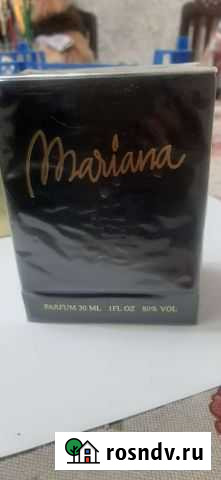 Mariana
PARFUM 30 ML 1FL OZ 80% VOL
rosndv.ru